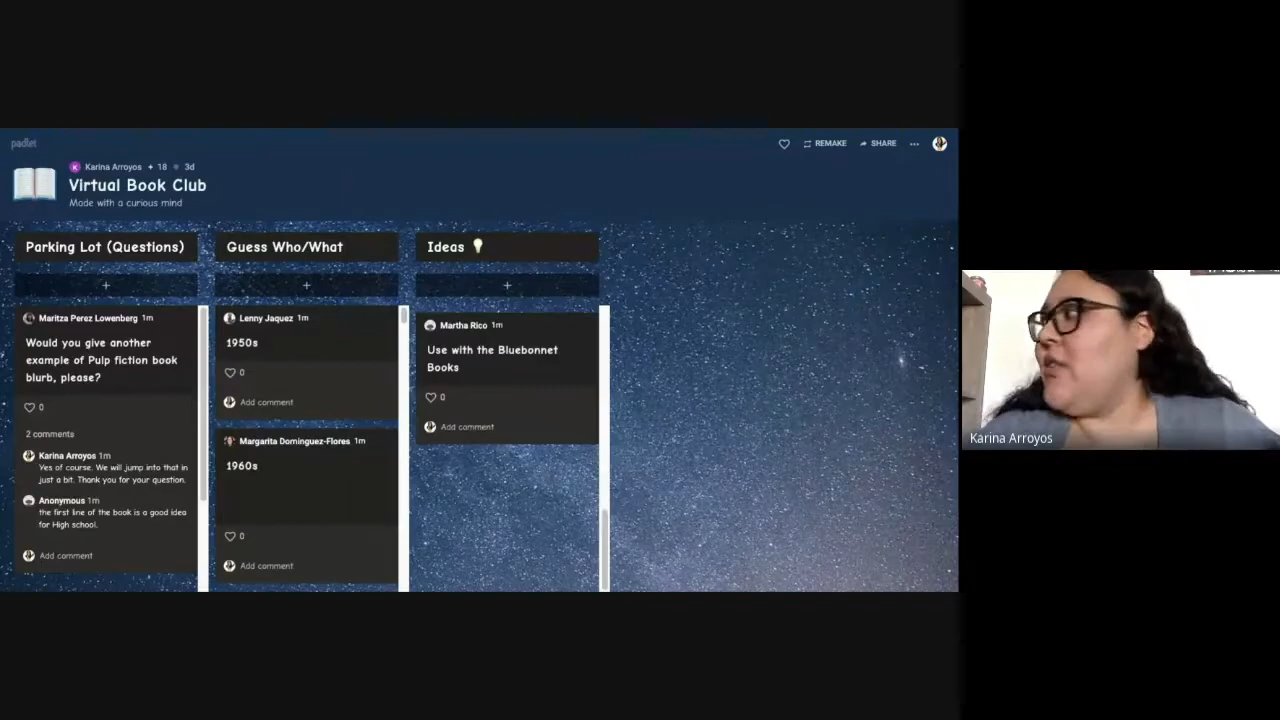 padlet
REMAKE
SHARE
K
Karina Arroyos + 18 3d
Virtual Book Club
Made with a curious mind
Parking Lot (Questions)
+
Maritza Perez Lowenberg 1m
Would you give another
example of Pulp fiction book
blurb, please?
0
2 comments
Karina Arroyos 1m
Yes of course. We will jump into that in
just a bit. Thank you for your question.
Anonymous 1m
the first line of the book is a good idea
for High school.
Add comment
Guess Who/What
+
Lenny Jaquez 1m
1950s
0
Add comment
Margarita Dominguez-Flores 1m
1960s
0
Add comment
Ideas
+
Martha Rico 1m
Use with the Bluebonnet
Books
0
Add comment
Karina Arroyos